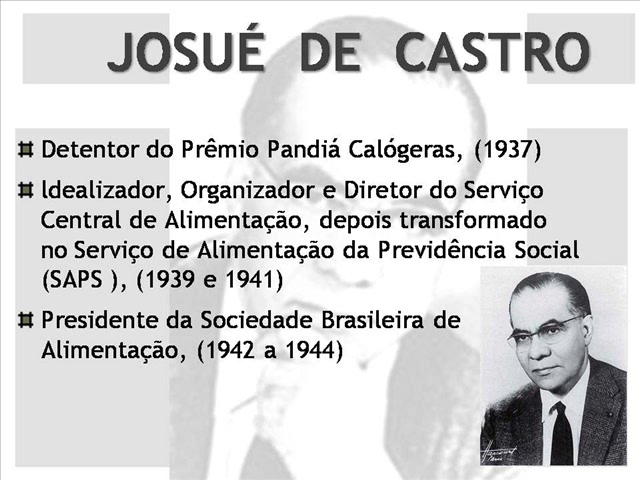 JOSUÉ DE CASTRO
Detentor do Prêmio Pandiá Calógeras, (1937)
ldealizador, Organizador e Diretor do Serviço
Central de Alimentação, depois transformado
no Serviço de Alimentação da Previdência Social
(SAPS ), (1939 e 1941)
Presidente da Sociedade Brasileira de
Alimentação, (1942 a 1944)